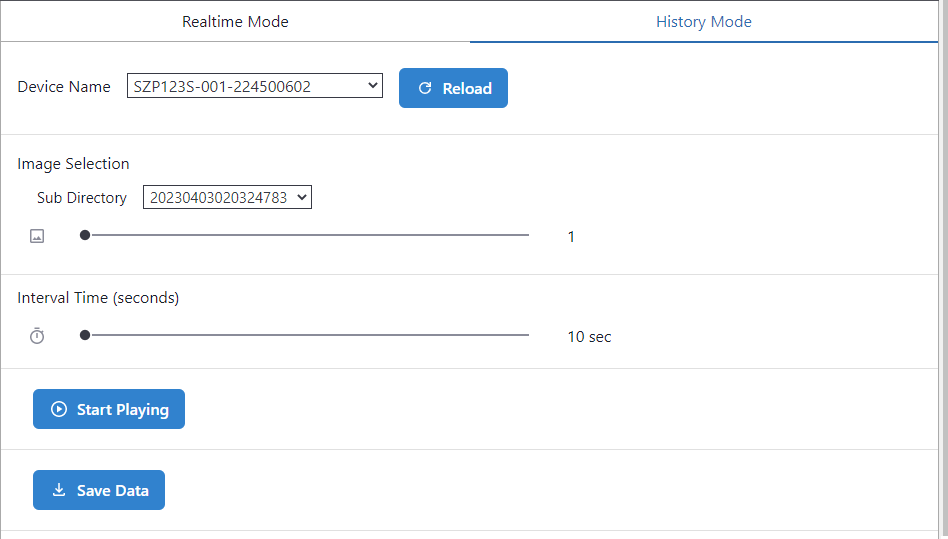 Realtime Mode
History Mode
Device Name SZP123S-001-224500602 Reload
Image Selection
Sub Directory 20230403020324783
1
Interval Time (seconds)
10 sec
Start Playing
Save Data